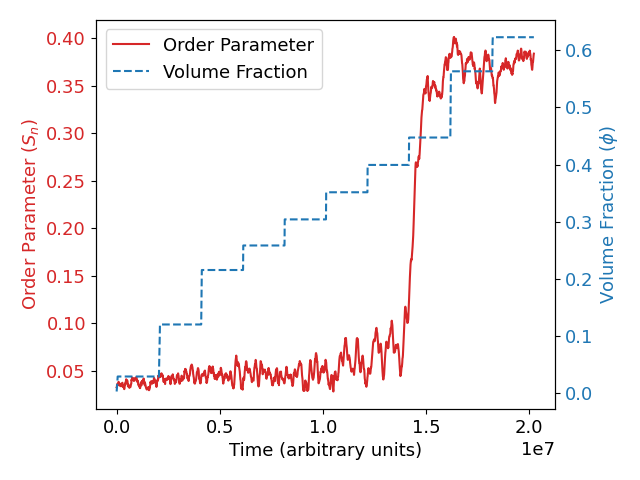 Order Parameter
Volume Fraction
0.40
0.35
0.30
0.25
0.20
0.15
0.10
0.05
Order Parameter (Sₙ)
0.6
0.5
0.4
0.3
0.2
0.1
0.0
Volume Fraction (ϕ)
0.0 0.5 1.0 1.5 2.0
1e7
Time (arbitrary units)